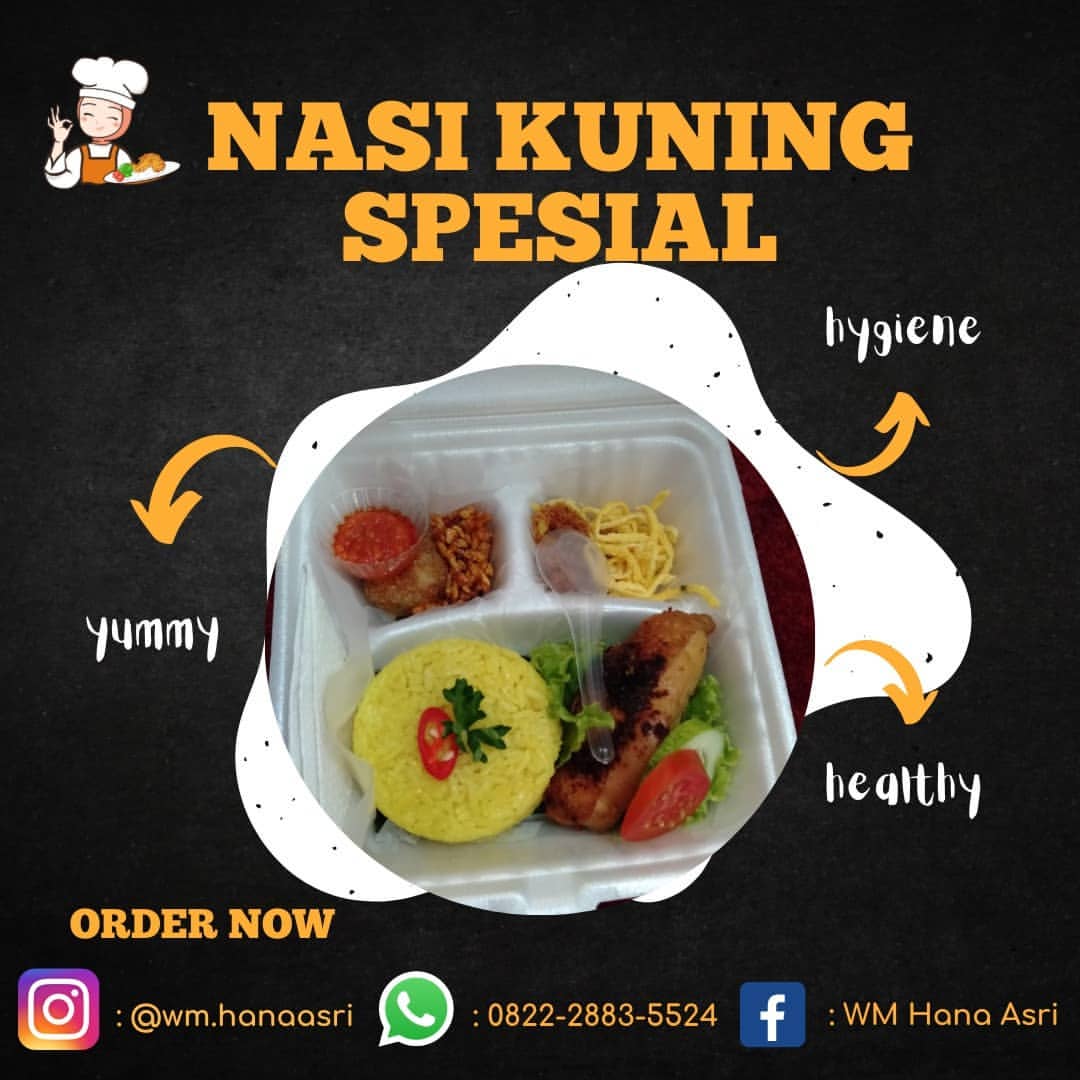 NASI KUNING
SPESIAL
hygiene
yummy
healthy
ORDER NOW
: @wm.hanaasri
: 0822-2883-5524
: WM Hana Asri